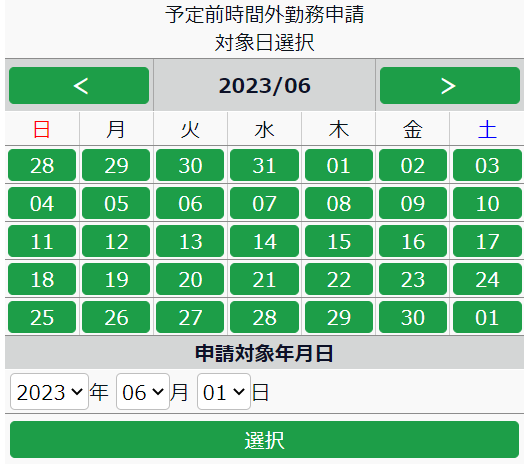 予定前時間外勤務申請
対象日選択
< 2023/06 >
日 月 火 水 木 金 土
28 29 30 31 01 02 03
04 05 06 07 08 09 10
11 12 13 14 15 16 17
18 19 20 21 22 23 24
25 26 27 28 29 30 01
申請対象年月日
2023 年 06 月 01 日
選択